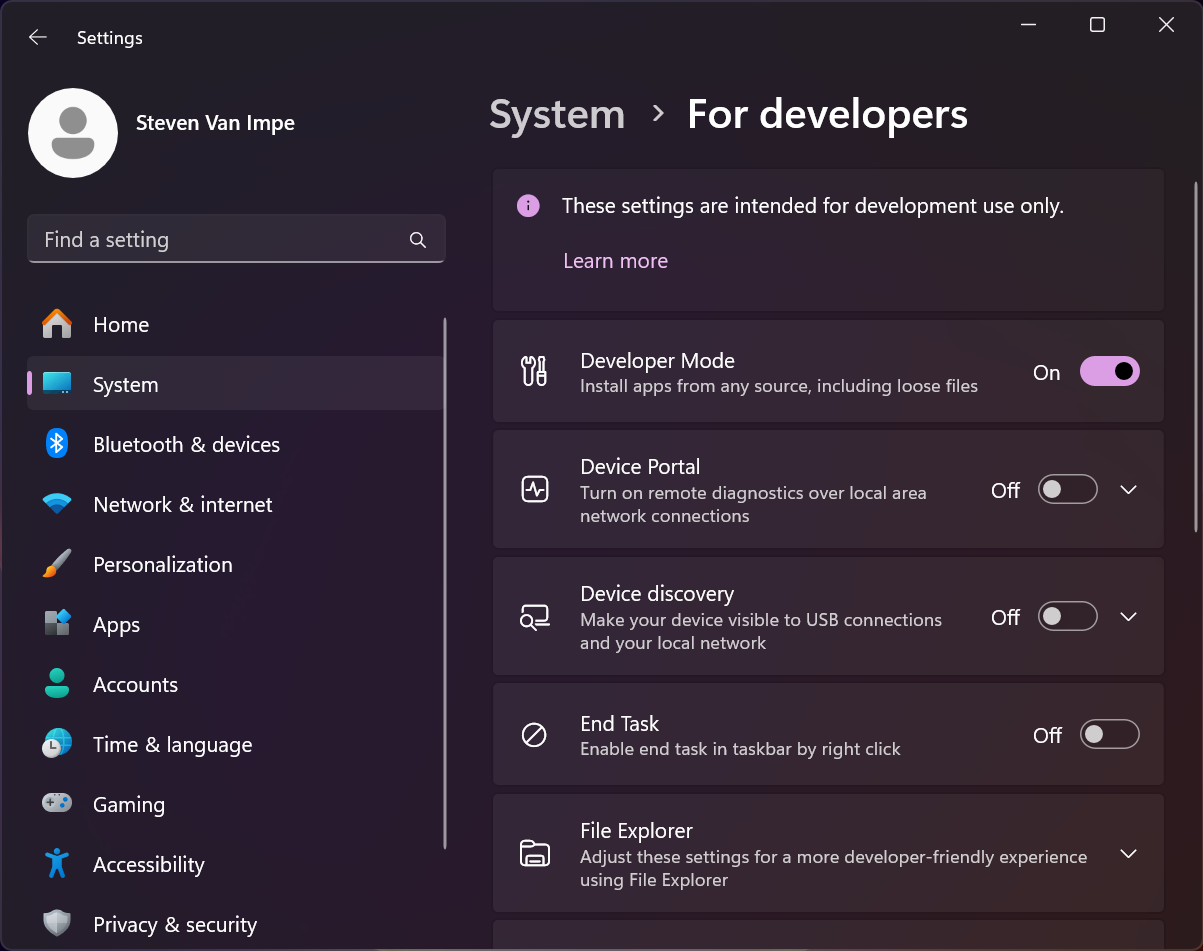 Settings
Steven Van Impe
Find a setting
Home
System
Bluetooth & devices
Network & internet
Personalization
Apps
Accounts
Time & language
Gaming
Accessibility
Privacy & security
System > For developers
These settings are intended for development use only.
Learn more
Developer Mode
Install apps from any source, including loose files
On
Device Portal
Turn on remote diagnostics over local area
network connections
Off
Device discovery
Make your device visible to USB connections
and your local network
Off
End Task
Enable end task in taskbar by right click
Off
File Explorer
Adjust these settings for a more developer-friendly experience
using File Explorer